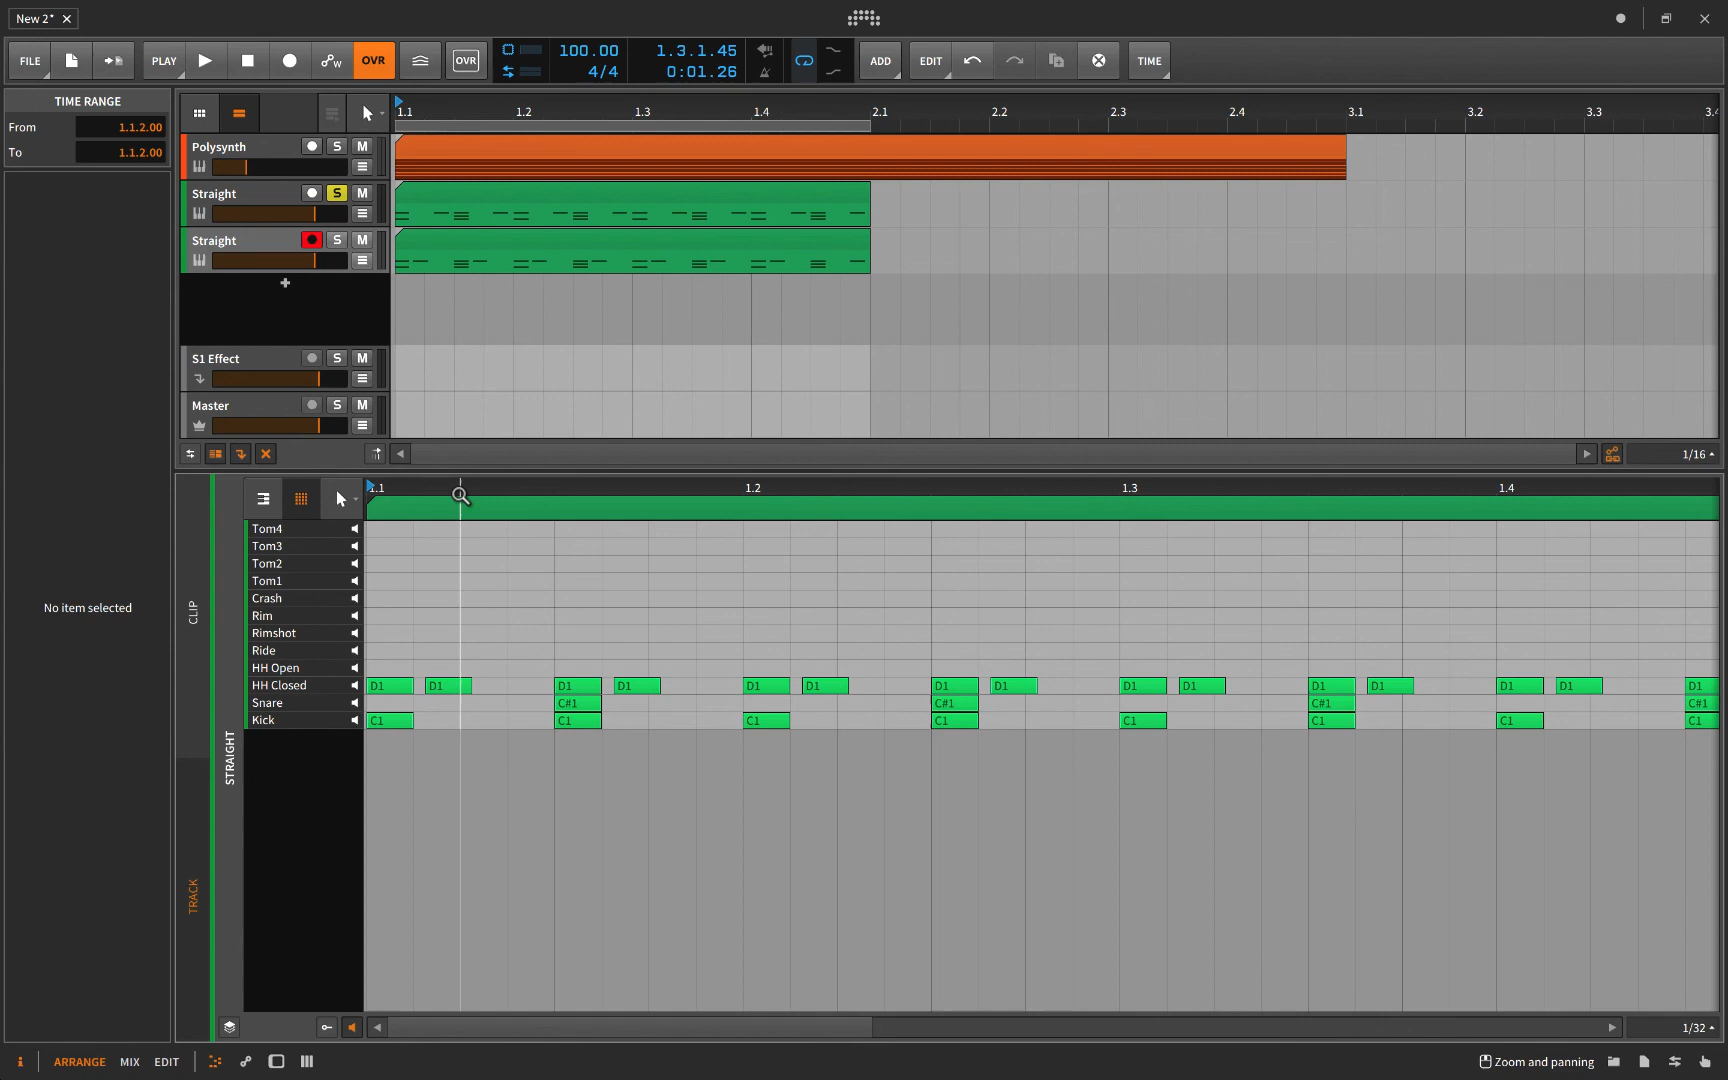 New 2*
FILE PLAY OVR OVR 100.00 1.3.1.45 ADD EDIT TIME
4/4 0:01.26
TIME RANGE
From 1.1.2.00
To 1.1.2.00
No item selected
1.1 1.2 1.3 1.4 2.1 2.2 2.3 2.4 3.1 3.2 3.3 3.4
Polysynth S M
Straight S M
Straight S M
S1 Effect S M
Master S M
1/16
CLIP
TRACK
STRAIGHT
1.1 1.2 1.3 1.4
Tom4
Tom3
Tom2
Tom1
Crash
Rim
Rimshot
Ride
HH Open
HH Closed D1 D1 D1 D1 D1 D1 D1 D1 D1 D1 D1 D1 D1 D1 D1
Snare C#1 C#1 C#1 C#1
Kick C1 C1 C1 C1 C1 C1 C1 C1
1/32
i ARRANGE MIX EDIT Zoom and panning